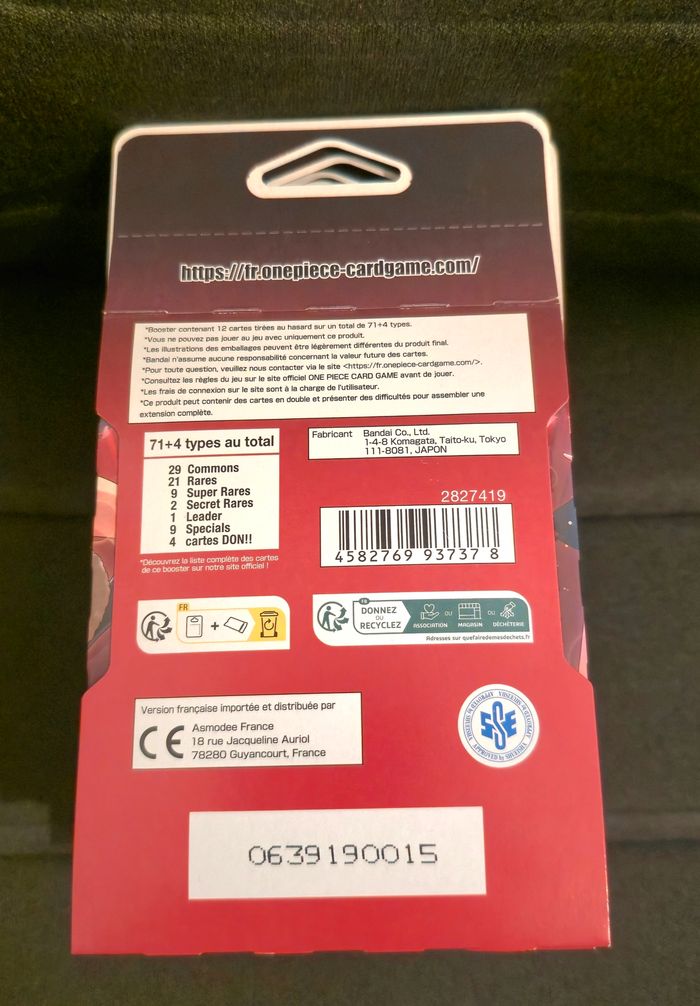 https://fr.onepiece-cardgame.com/
*Booster contenant 12 cartes tirées au hasard sur un total de 71+4 types.
*Vous ne pouvez pas jouer au jeu avec uniquement ce produit.
*Les illustrations des emballages peuvent être légèrement différentes du produit final.
*Bandai n'assume aucune responsabilité concernant la valeur future des cartes.
*Pour toute question, veuillez nous contacter via le site <https://fr.onepiece-cardgame.com/>.
*Consultez les règles du jeu sur le site officiel ONE PIECE CARD GAME avant de jouer.
*Les frais de connexion sur le site sont à la charge de l'utilisateur.
*Ce produit peut contenir des cartes en double et présenter des difficultés pour assembler une
extension complète.
71+4 types au total
29 Commons
21 Rares
9 Super Rares
2 Secret Rares
1 Leader
9 Specials
4 cartes DON!!
*Découvrez la liste complète des cartes
de ce booster sur notre site officiel !
Fabricant Bandai Co., Ltd.
1-4-8 Komagata, Taito-ku, Tokyo
111-8081, JAPON
2827419
4582769 93737 8
FR
+
FR
DONNEZ
OU
RECYCLEZ
ASSOCIATION OU MAGASIN OU DÉCHÈTERIE
Adresses sur quefairedemesdechets.fr
Version française importée et distribuée par
CE
Asmodee France
18 rue Jacqueline Auriol
78280 Guyancourt, France
APPROVED by SHUEISHA
0639190015